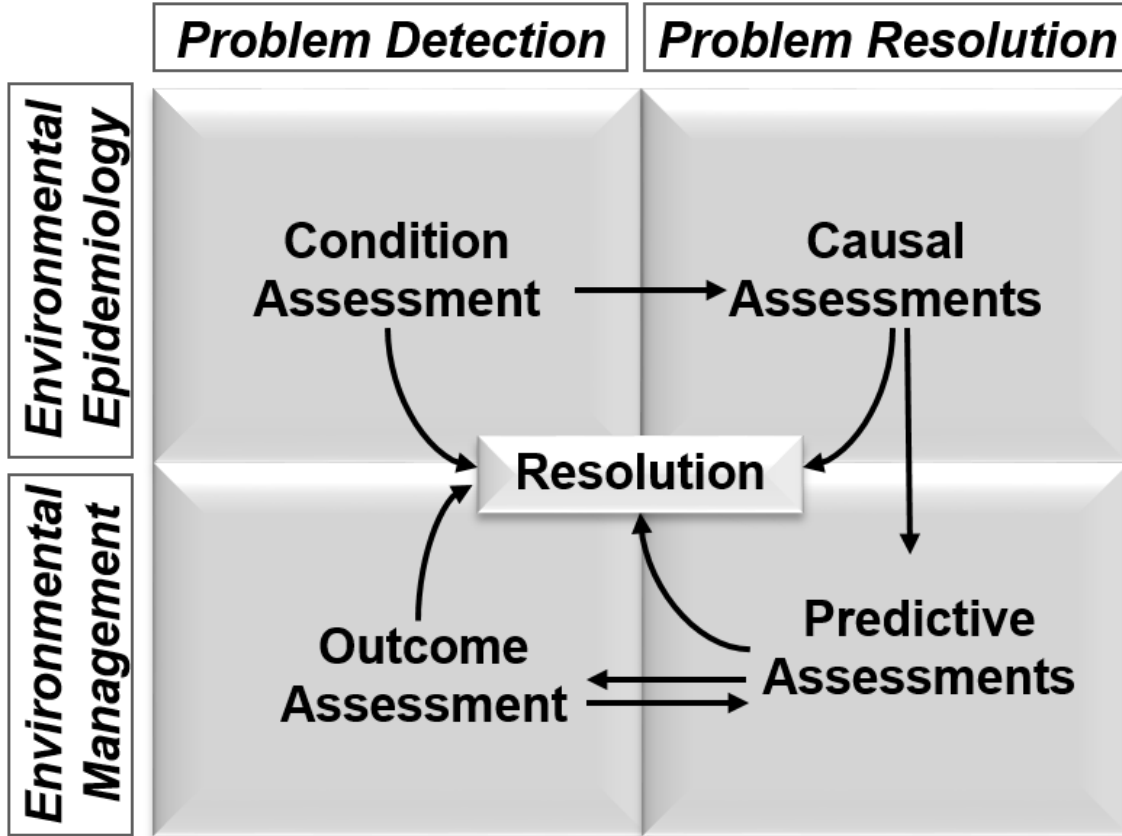 Problem Detection
Problem Resolution
Environmental
Epidemiology
Condition
Assessment
Causal
Assessments
Resolution
Environmental
Management
Outcome
Assessment
Predictive
Assessments